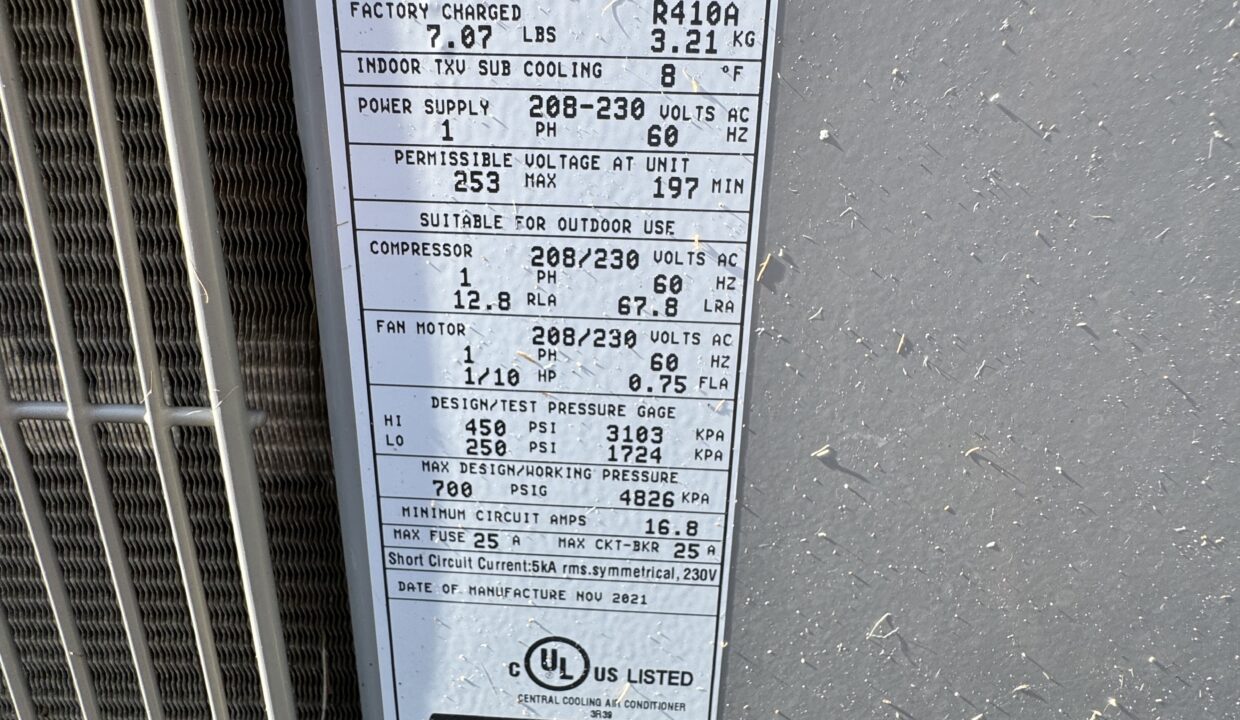 FACTORY CHARGED R410A
7.07 LBS 3.21 KG
INDOOR TXV SUB COOLING 8 °F
POWER SUPPLY 208-230 VOLTS AC
1 PH 60 HZ
PERMISSIBLE VOLTAGE AT UNIT
253 MAX 197 MIN
SUITABLE FOR OUTDOOR USE
COMPRESSOR 208/230 VOLTS AC
1 PH 60 HZ
12.8 RLA 67.8 LRA
FAN MOTOR 208/230 VOLTS AC
1 PH 60 HZ
1/10 HP 0.75 FLA
DESIGN/TEST PRESSURE GAGE
HI 450 PSI 3103 KPA
LO 250 PSI 1724 KPA
MAX DESIGN/WORKING PRESSURE
700 PSIG 4826 KPA
MINIMUM CIRCUIT AMPS 16.8
MAX FUSE 25 A MAX CKT-BKR 25 A
Short Circuit Current:5kA rms.symmetrical, 230V
DATE OF MANUFACTURE NOV 2021
C UL US LISTED
CENTRAL COOLING AIR CONDITIONER
3R39